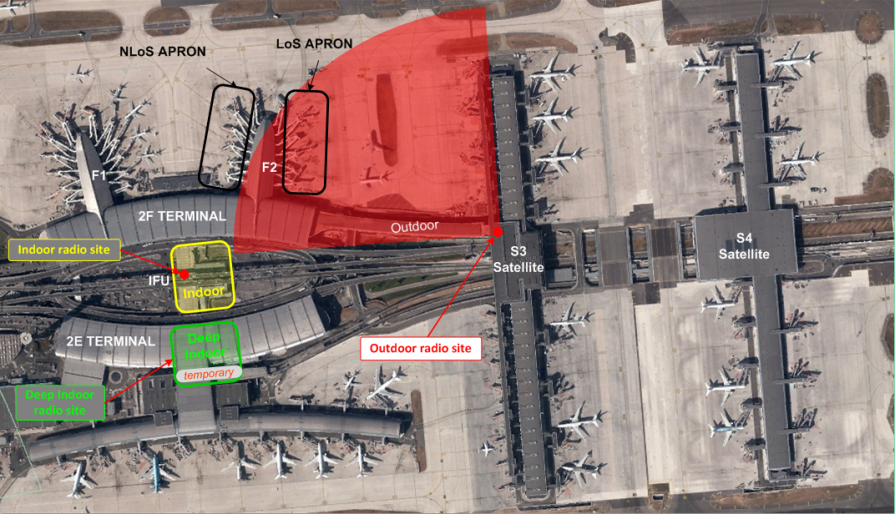 NLoS APRON
LoS APRON
F1
F2
2F TERMINAL
Outdoor
Indoor radio site
IFU
Indoor
S3
Satellite
S4
Satellite
2E TERMINAL
Deep
Indoor
temporary
Outdoor radio site
Deep Indoor
radio site